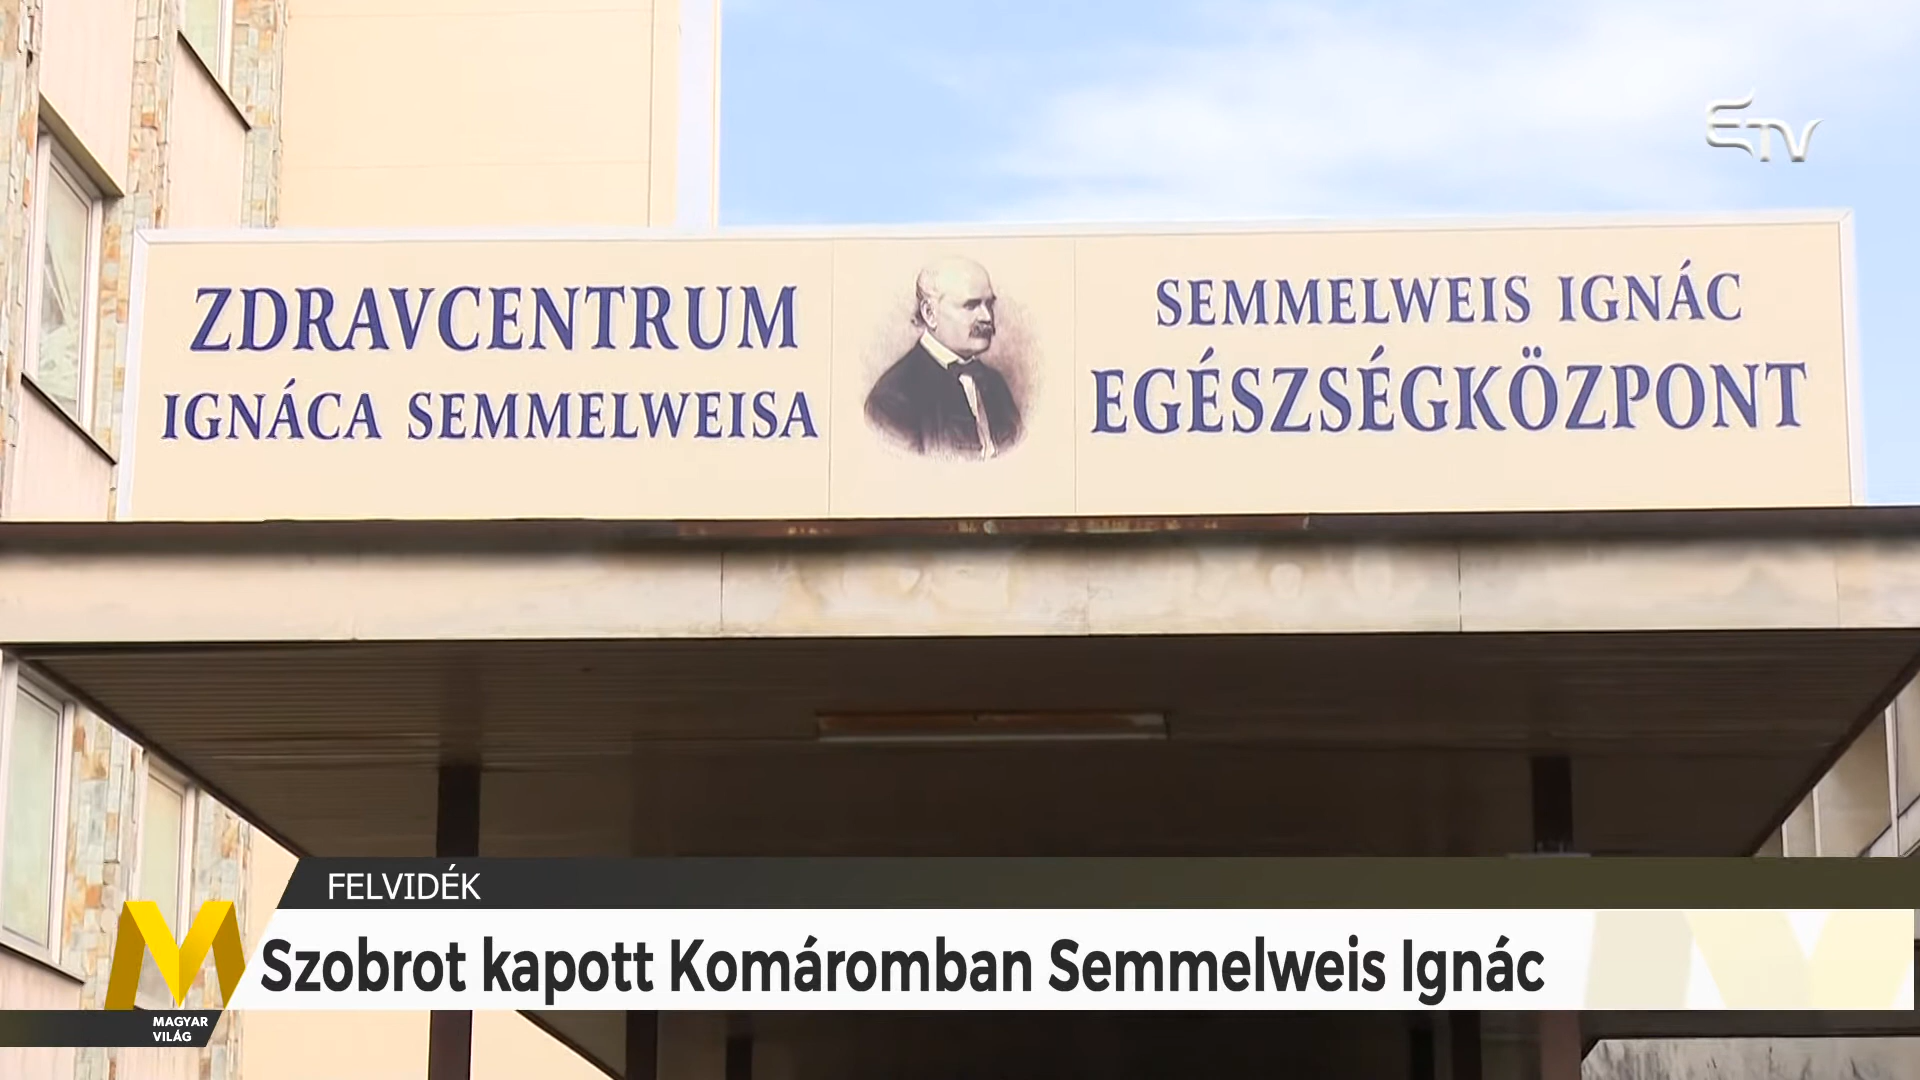 ETV
ZDRAVCENTRUM
IGNÁCA SEMMELWEISA
SEMMELWEIS IGNÁC
EGÉSZSÉGKÖZPONT
FELVIDÉK
Szobrot kapott Komáromban Semmelweis Ignác
MAGYAR
VILÁG